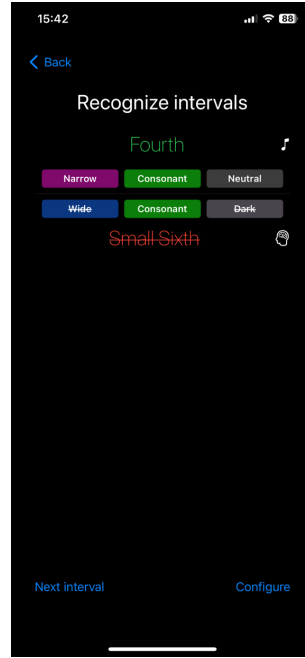 15:42 88
Back
Recognize intervals
Fourth
Narrow Consonant Neutral
Wide Consonant Dark
Small Sixth
Next interval Configure